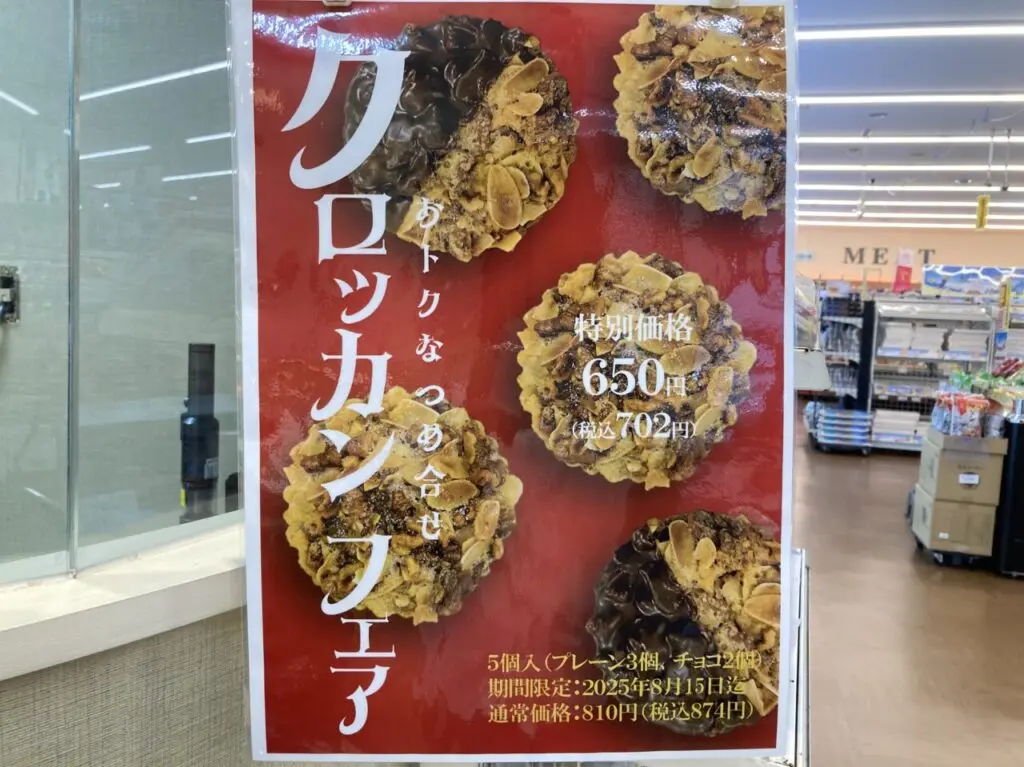 クロッカンフェア
おトクなつめ合せ
特別価格
650円
(税込702円)
5個入(プレーン3個、チョコ2個)
期間限定:2025年8月15日迄
通常価格:810円(税込874円)
MEAT